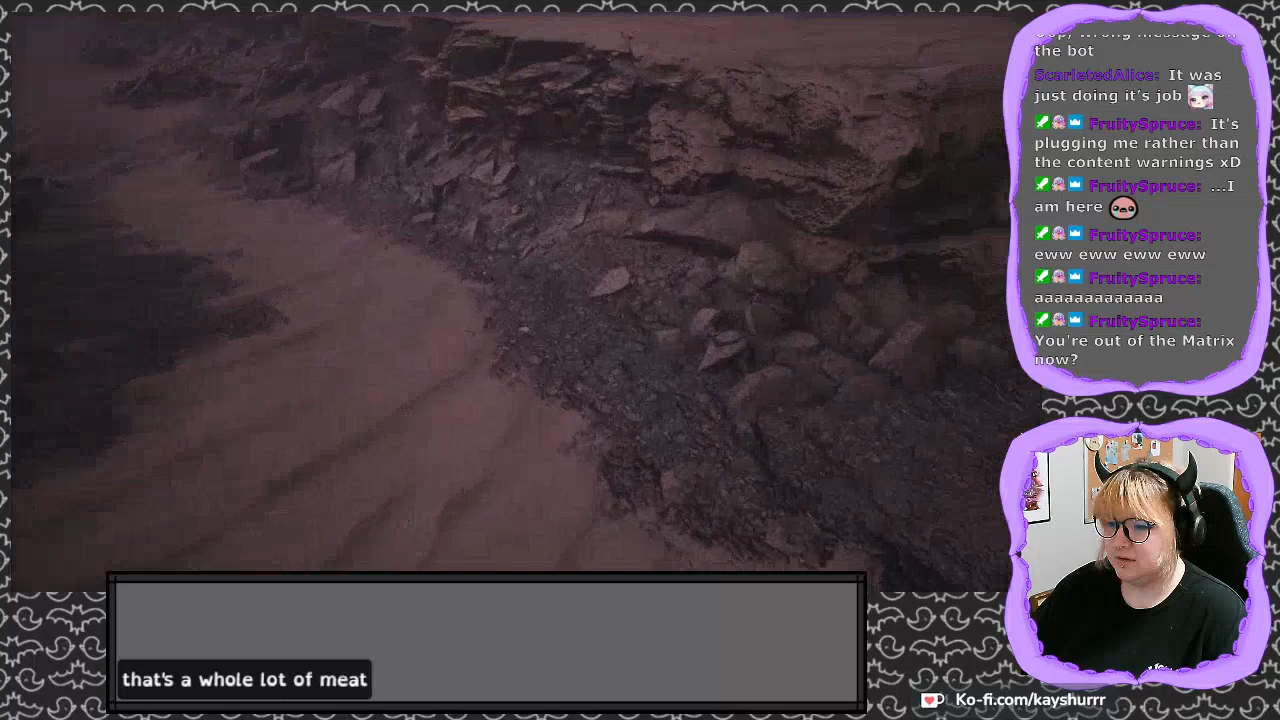 the bot
ScarletedAlice: It was
just doing it's job
FruitySpruce: It's
plugging me rather than
the content warnings xD
FruitySpruce: ...I
am here
FruitySpruce:
eww eww eww eww
FruitySpruce:
aaaaaaaaaaaaa
FruitySpruce:
You're out of the Matrix
now?
that's a whole lot of meat
Ko-fi.com/kayshurrr